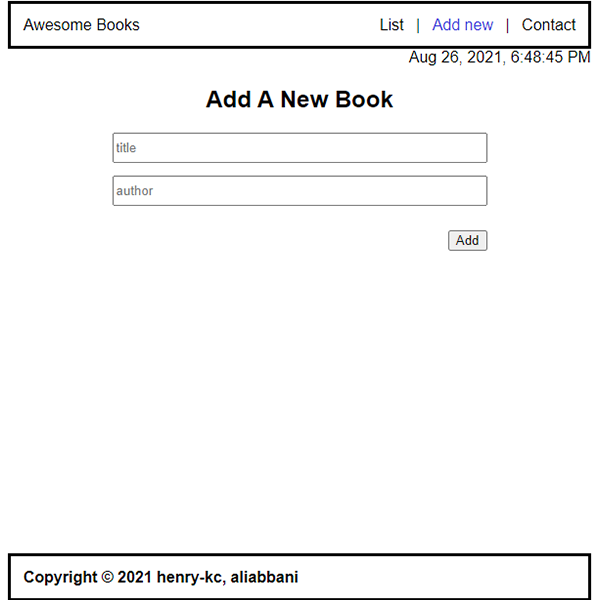 Awesome Books List | Add new | Contact
Aug 26, 2021, 6:48:45 PM
Add A New Book
title
author
Add
Copyright © 2021 henry-kc, aliabbani